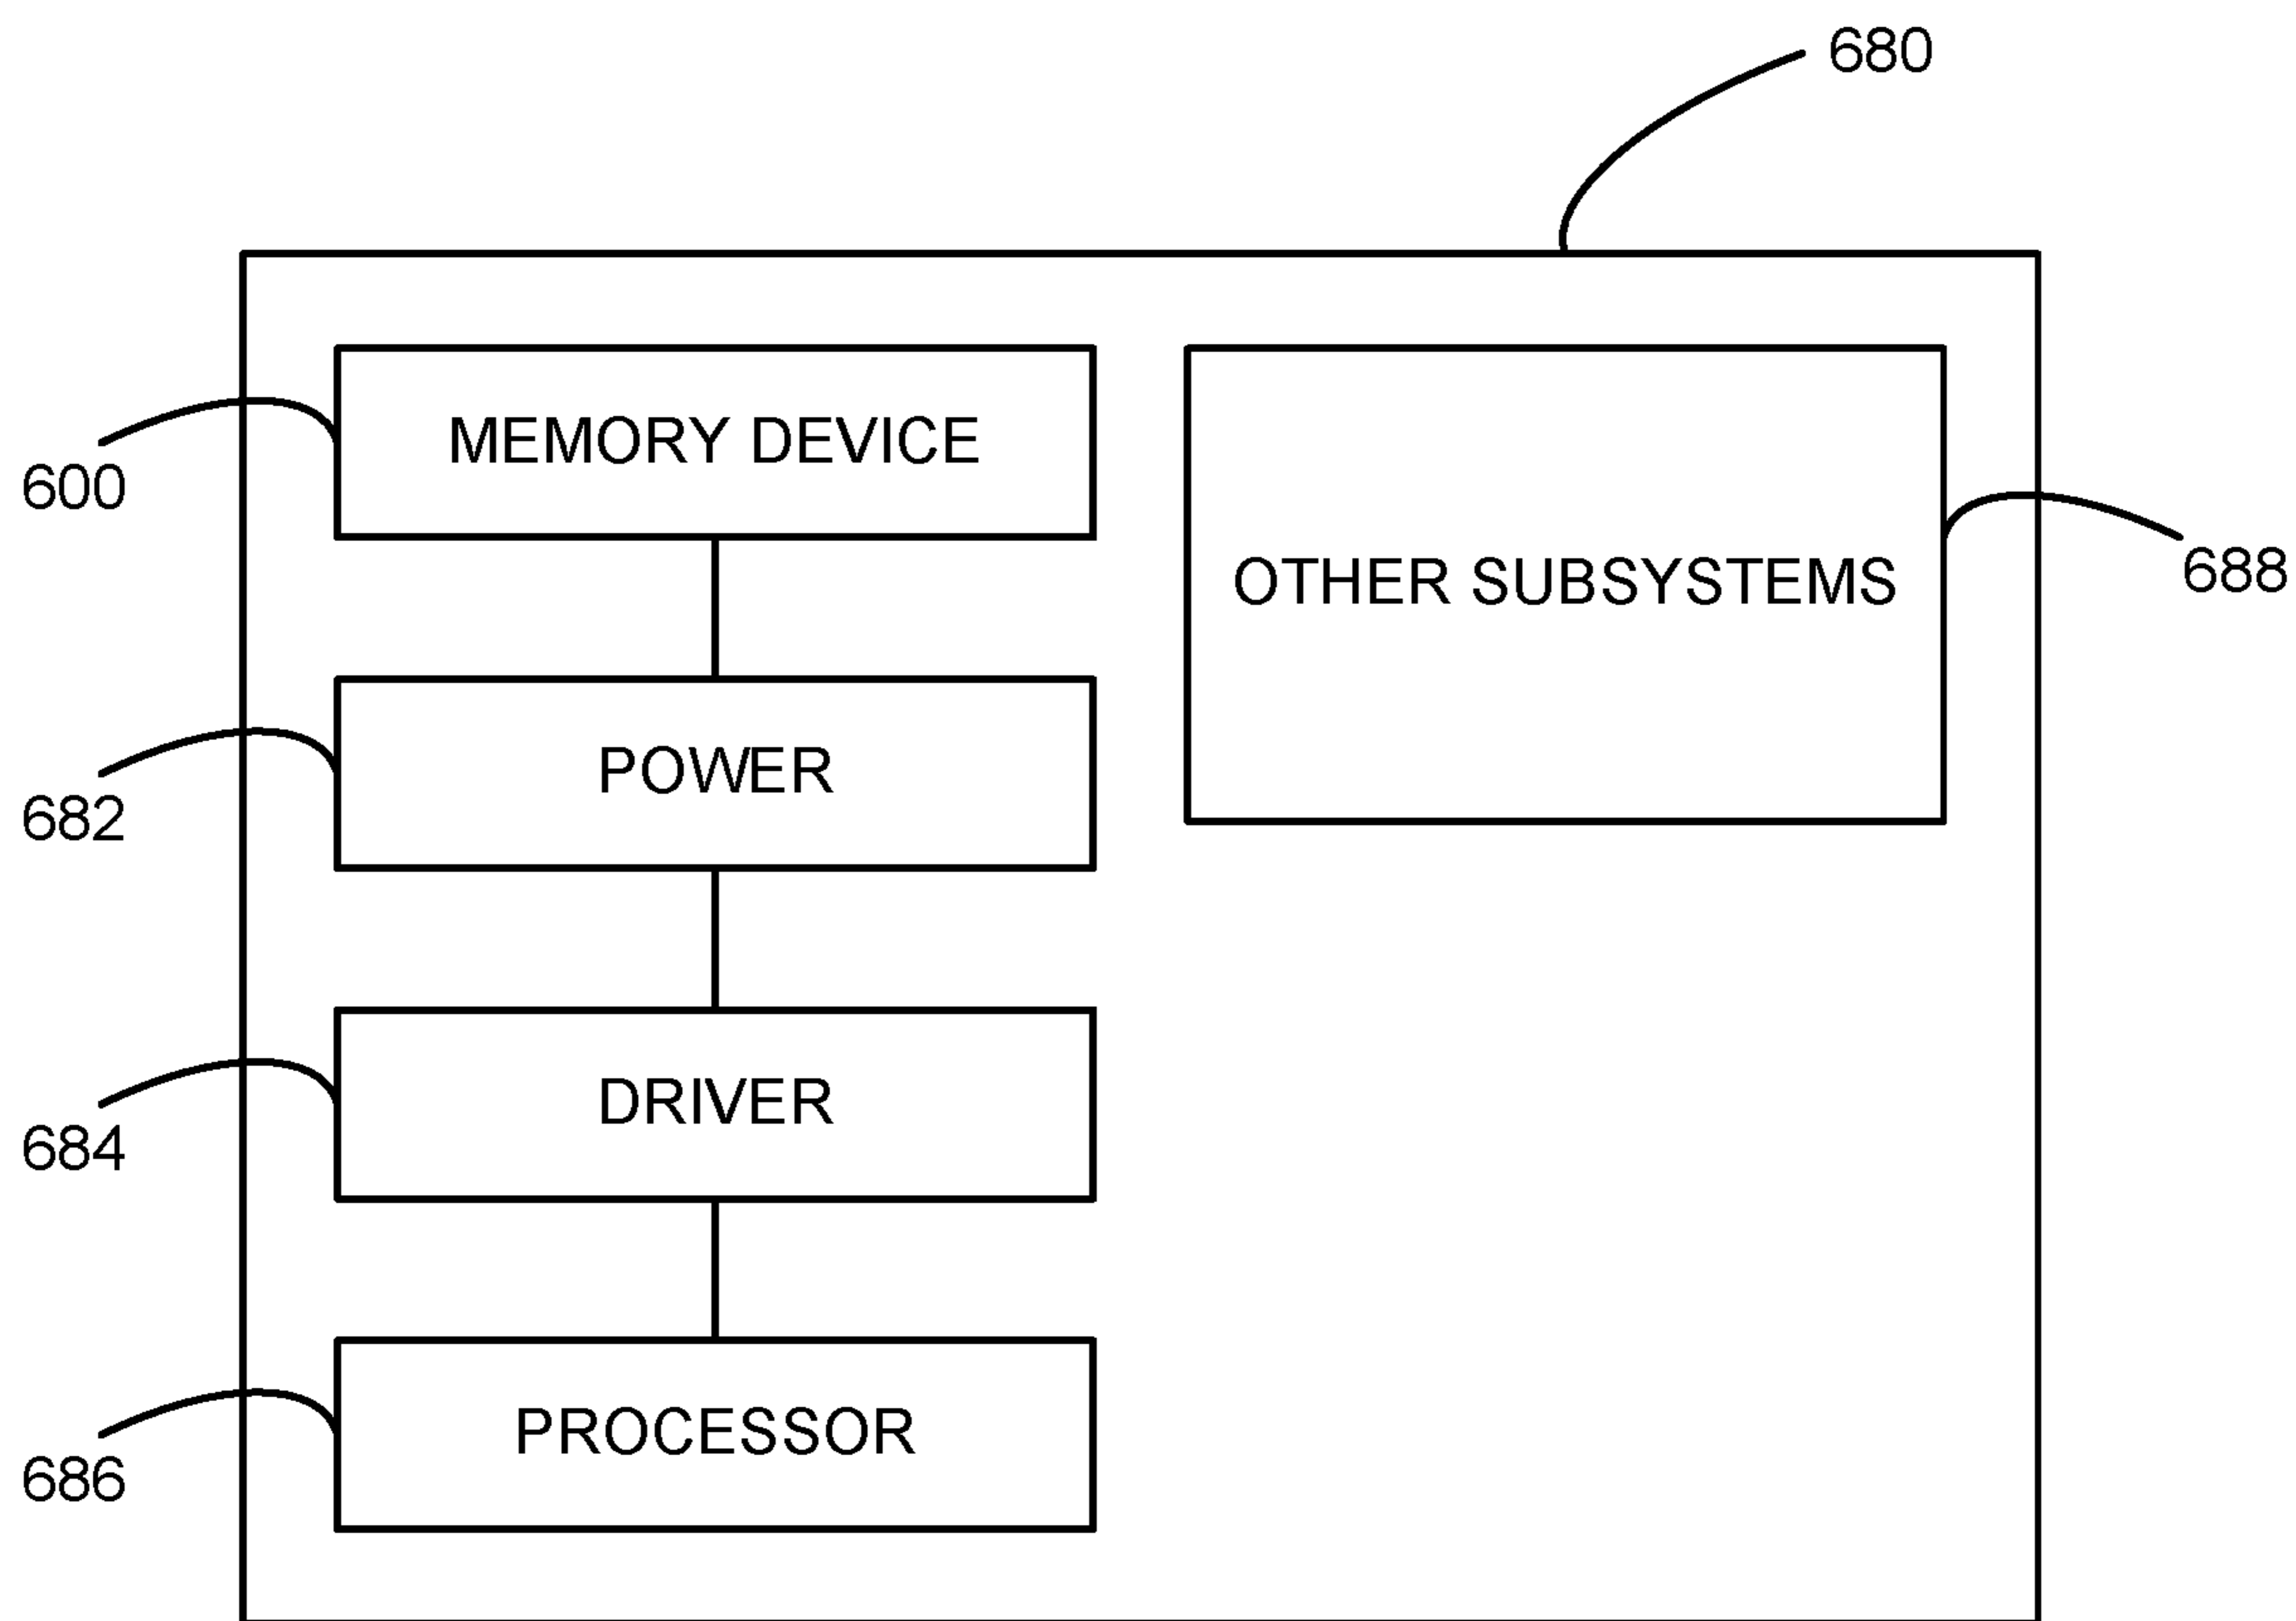 680
MEMORY DEVICE
600
OTHER SUBSYSTEMS
688
POWER
682
DRIVER
684
PROCESSOR
686